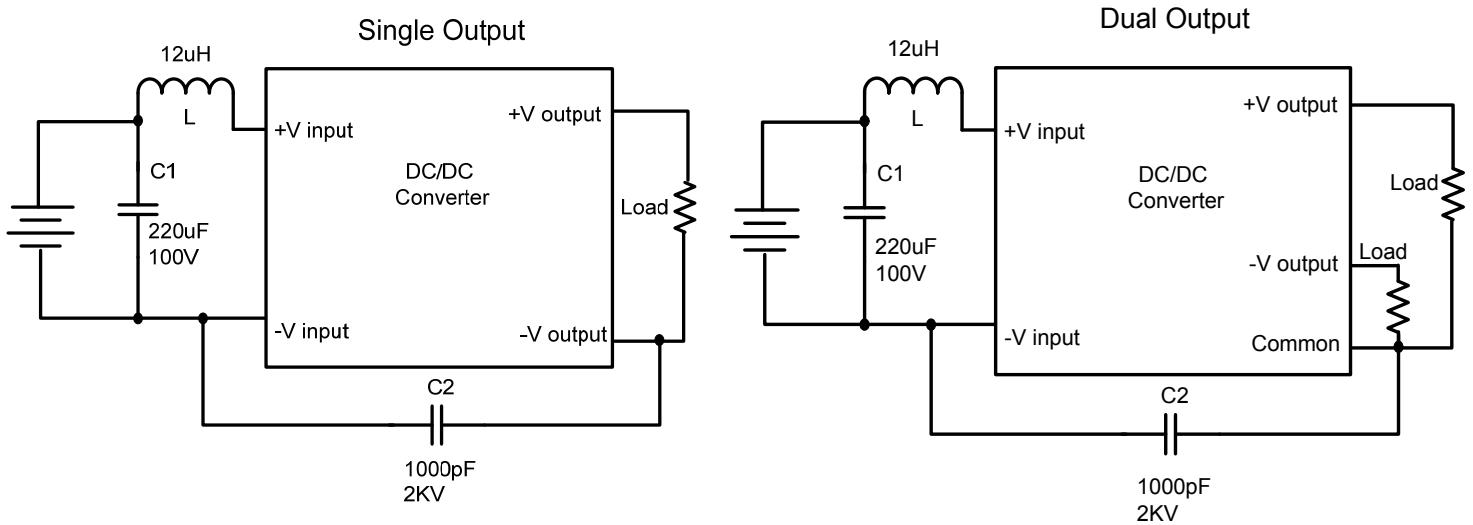 Single Output
12uH
L
+V input
+V output
C1
DC/DC
Converter
Load
220uF
100V
-V input
-V output
C2
1000pF
2KV
Dual Output
12uH
L
+V input
+V output
C1
DC/DC
Converter
Load
220uF
100V
-V output
Load
-V input
Common
C2
1000pF
2KV